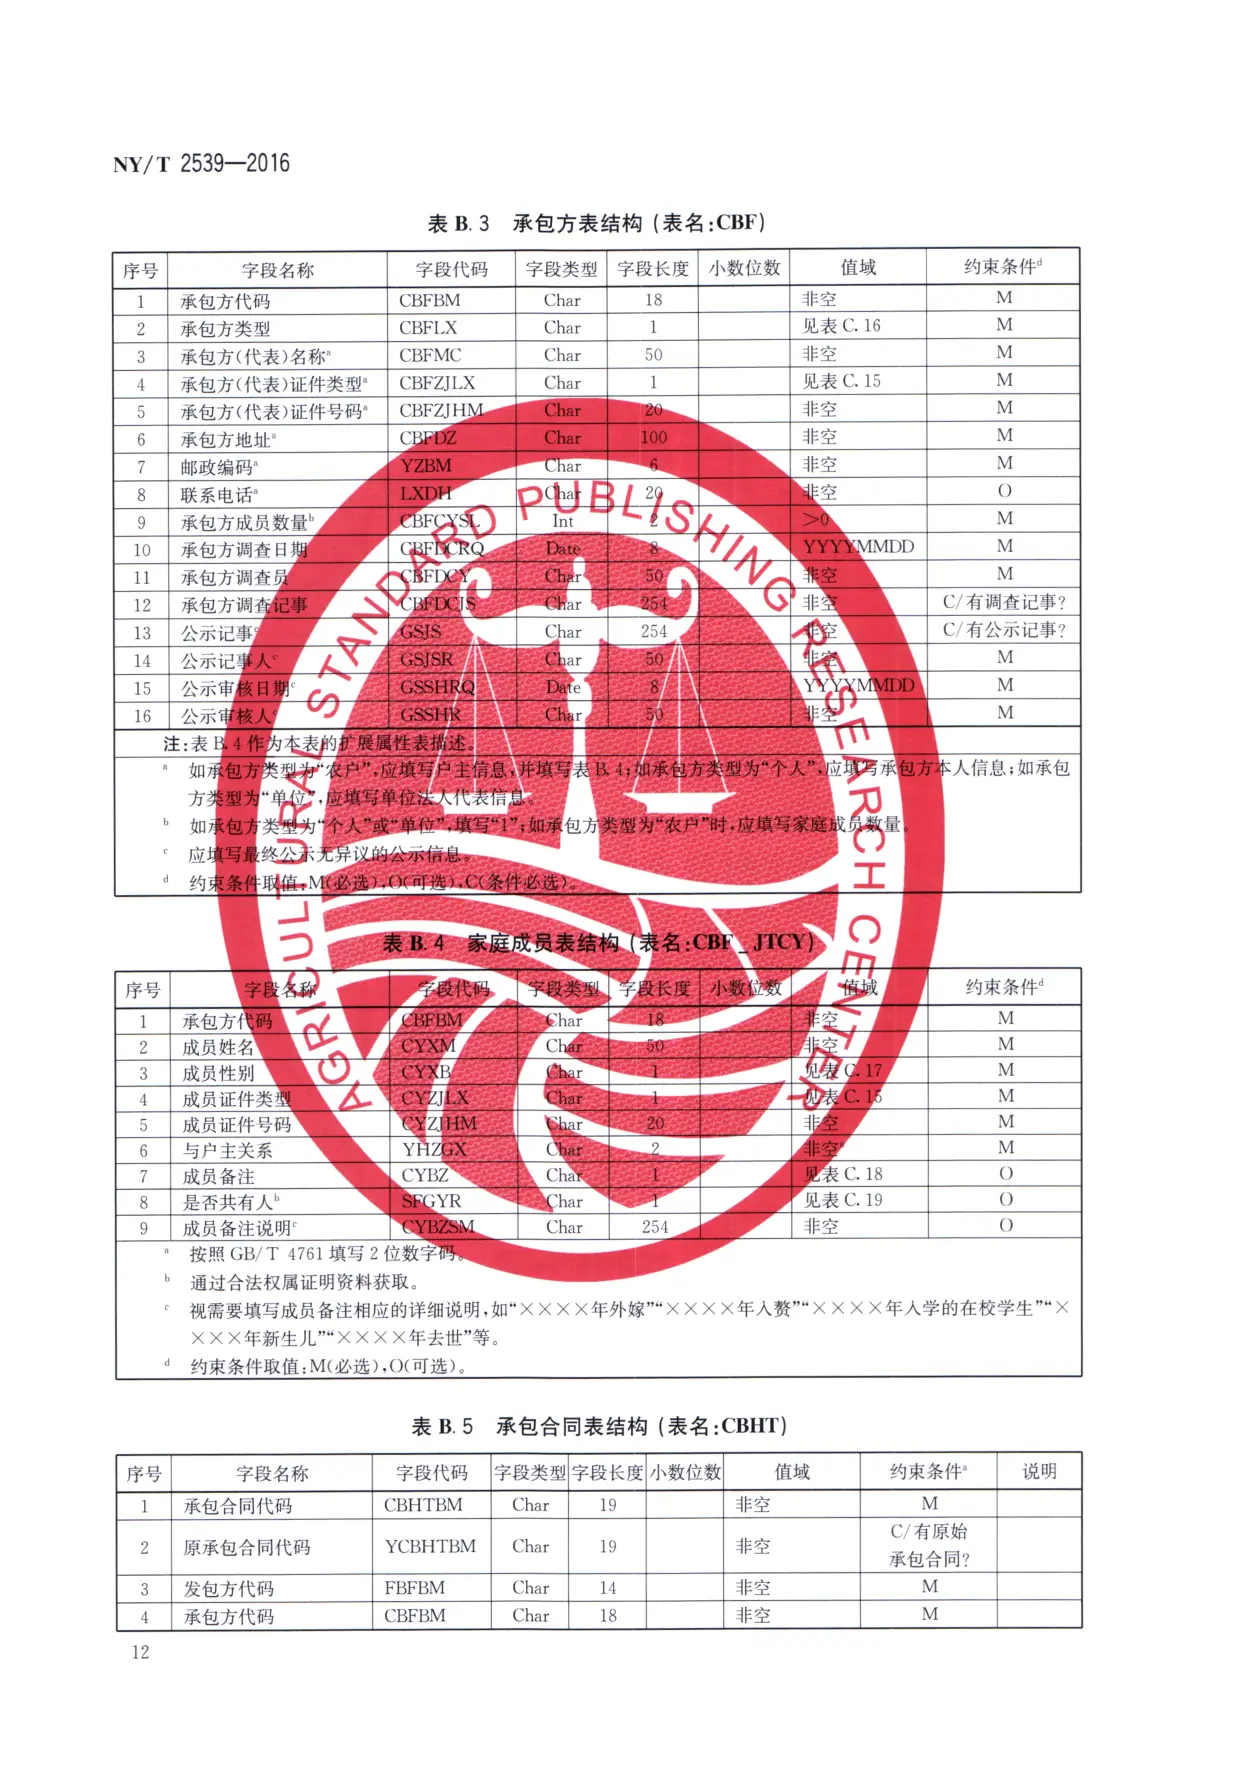 NY/T 2539—2016
表 B.3 承包方表结构(表名:CBF)
序号 字段名称 字段代码 字段类型 字段长度 小数位数 值域 约束条件d
1 承包方代码 CBFBM Char 18 非空 M
2 承包方类型 CBFLX Char 1 见表 C.16 M
3 承包方(代表)名称a CBFMC Char 50 非空 M
4 承包方(代表)证件类型a CBFZJLX Char 1 见表 C.15 M
5 承包方(代表)证件号码a CBFZJHM Char 20 非空 M
6 承包方地址a CBFDZ Char 100 非空 M
7 邮政编码a YZBM Char 6 非空 M
8 联系电话a LXDH Char 20 非空 O
9 承包方成员数量b CBFCYSL Int 2 >0 M
10 承包方调查日期 CBFDCRQ Date 8 YYYYMMDD M
11 承包方调查员 CBFDCY Char 50 非空 M
12 承包方调查记事 CBFDCJS Char 254 非空 C/有调查记事?
13 公示记事c GSJS Char 254 非空 C/有公示记事?
14 公示记事人c GSJSR Char 50 非空 M
15 公示审核日期c GSSHRQ Date 8 YYYYMMDD M
16 公示审核人c GSSHR Char 50 非空 M
注:表 B.4 作为本表的扩展属性表描述。
a 如承包方类型为“农户”,应填写户主信息,并填写表 B.4;如承包方类型为“个人”,应填写承包方本人信息;如承包
方类型为“单位”,应填写单位法人代表信息。
b 如承包方类型为“个人”或“单位”,填写“1”;如承包方类型为“农户”时,应填写家庭成员数量。
c 应填写最终公示无异议的公示信息。
d 约束条件取值:M(必选),O(可选),C(条件必选)。
表 B.4 家庭成员表结构(表名:CBF_JTCY)
序号 字段名称 字段代码 字段类型 字段长度 小数位数 值域 约束条件d
1 承包方代码 CBFBM Char 18 非空 M
2 成员姓名 CYXM Char 50 非空 M
3 成员性别 CYXB Char 1 见表 C.17 M
4 成员证件类型 CYZJLX Char 1 见表 C.15 M
5 成员证件号码 CYZJHM Char 20 非空 M
6 与户主关系 YHZGX Char 2 非空a M
7 成员备注 CYBZ Char 1 见表 C.18 O
8 是否共有人b SFGYR Char 1 见表 C.19 O
9 成员备注说明c CYBZSM Char 254 非空 O
a 按照 GB/T 4761 填写 2 位数字码。
b 通过合法权属证明资料获取。
c 视需要填写成员备注相应的详细说明,如“××××年外嫁”“××××年入赘”“××××年入学的在校学生”“×
×××年新生儿”“××××年去世”等。
d 约束条件取值:M(必选),O(可选)。
表 B.5 承包合同表结构(表名:CBHT)
序号 字段名称 字段代码 字段类型 字段长度 小数位数 值域 约束条件a 说明
1 承包合同代码 CBHTBM Char 19 非空 M
2 原承包合同代码 YCBHTBM Char 19 非空 C/有原始
承包合同?
3 发包方代码 FBFBM Char 14 非空 M
4 承包方代码 CBFBM Char 18 非空 M
12
AGRICULTURAL STANDARD PUBLISHING RESEARCH CENTER